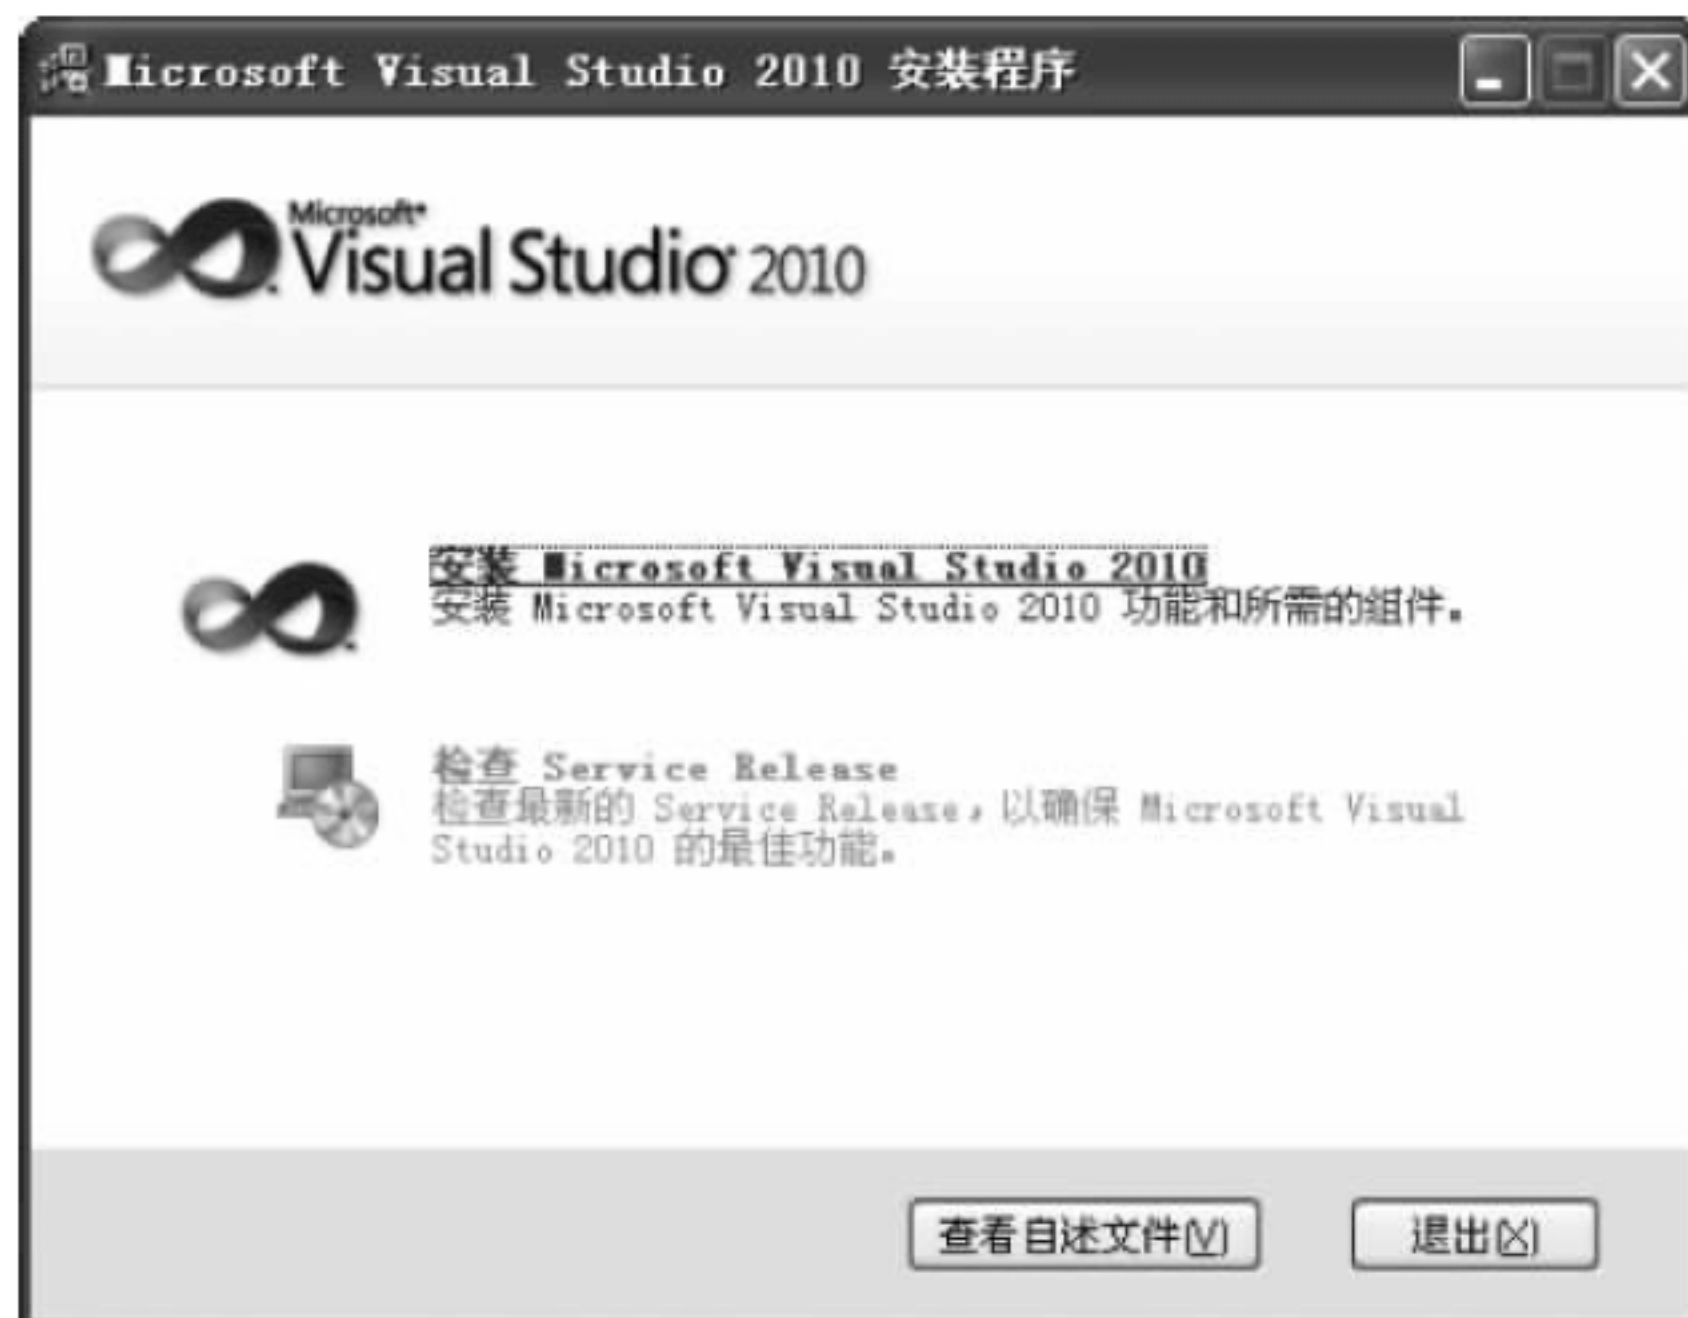 Microsoft Visual Studio 2010 安装程序
Microsoft
Visual Studio 2010
安装 Microsoft Visual Studio 2010
安装 Microsoft Visual Studio 2010 功能和所需的组件。
检查 Service Release
检查最新的 Service Release，以确保 Microsoft Visual
Studio 2010 的最佳功能。
查看自述文件(V) 退出(X)